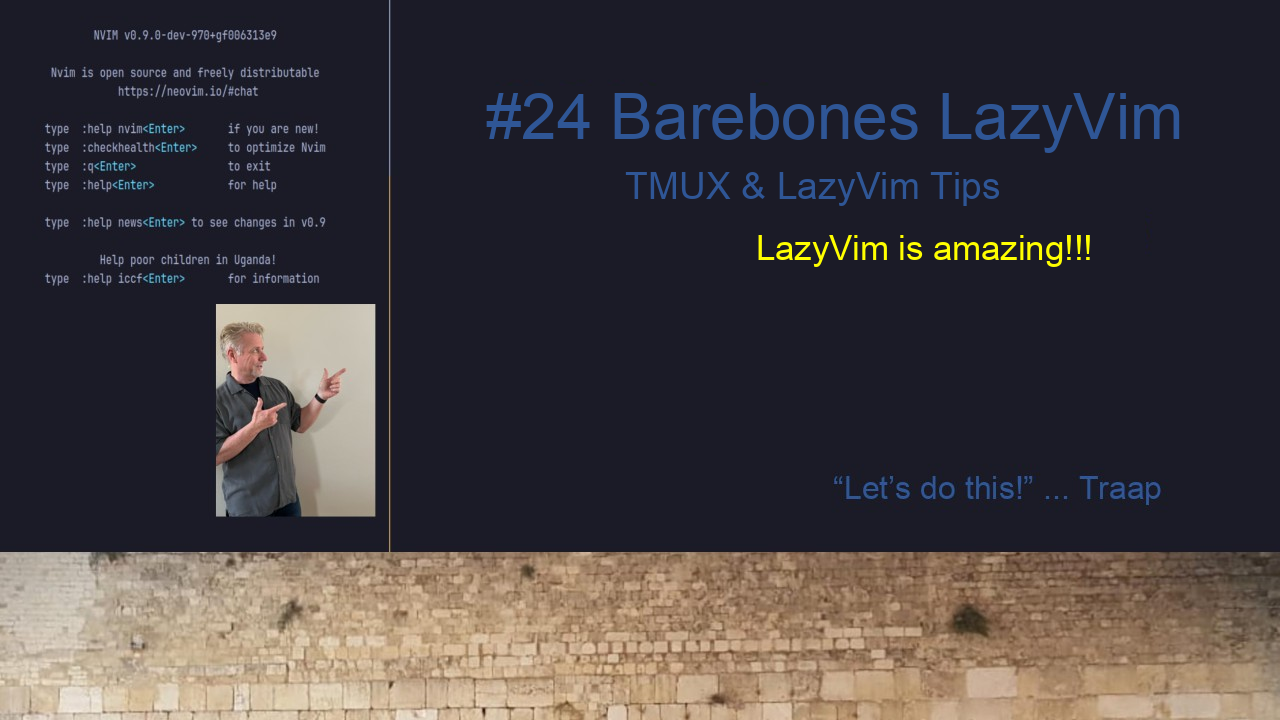 NVIM v0.9.0-dev-970+gf006313e9
Nvim is open source and freely distributable
https://neovim.io/#chat
type :help nvim<Enter> if you are new!
type :checkhealth<Enter> to optimize Nvim
type :q<Enter> to exit
type :help<Enter> for help
type :help news<Enter> to see changes in v0.9
Help poor children in Uganda!
type :help iccf<Enter> for information
#24 Barebones LazyVim
TMUX & LazyVim Tips
LazyVim is amazing!!!
“Let’s do this!” ... Traap